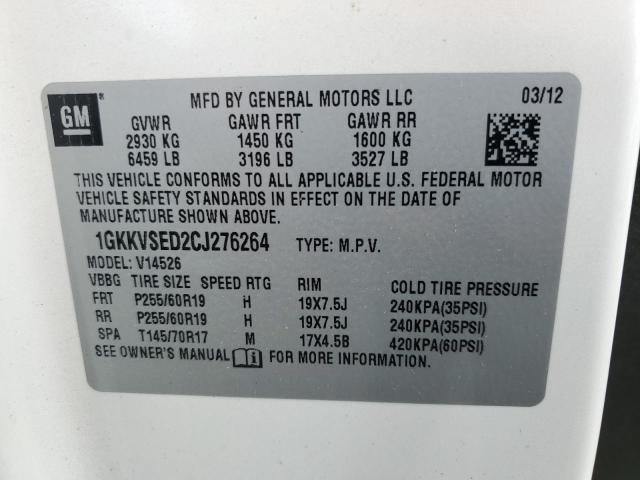 GM ® MFD BY GENERAL MOTORS LLC 03/12
GVWR GAWR FRT GAWR RR
2930 KG 1450 KG 1600 KG
6459 LB 3196 LB 3527 LB
THIS VEHICLE CONFORMS TO ALL APPLICABLE U.S. FEDERAL MOTOR
VEHICLE SAFETY STANDARDS IN EFFECT ON THE DATE OF
MANUFACTURE SHOWN ABOVE.
1GKKVSED2CJ276264 TYPE: M.P.V.
MODEL: V14526
VBBG TIRE SIZE SPEED RTG RIM COLD TIRE PRESSURE
FRT P255/60R19 H 19X7.5J 240KPA(35PSI)
RR P255/60R19 H 19X7.5J 240KPA(35PSI)
SPA T145/70R17 M 17X4.5B 420KPA(60PSI)
SEE OWNER'S MANUAL FOR MORE INFORMATION.